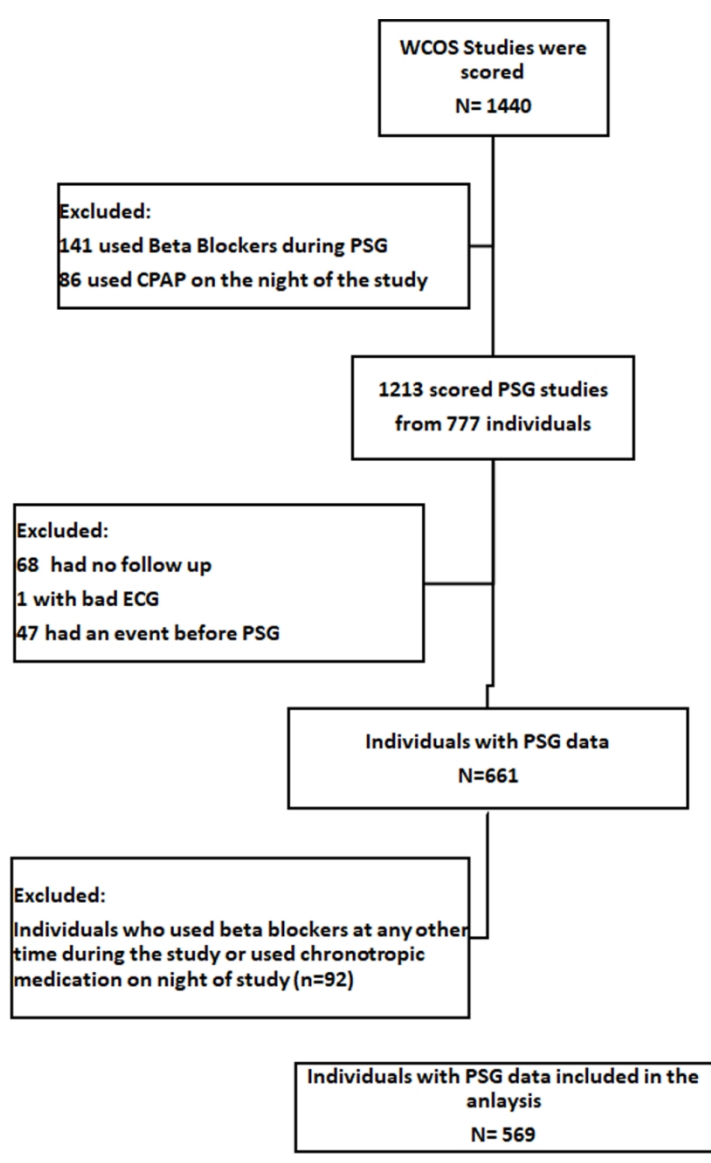 WCOS Studies were
scored
N= 1440
Excluded:
141 used Beta Blockers during PSG
86 used CPAP on the night of the study
1213 scored PSG studies
from 777 individuals
Excluded:
68 had no follow up
1 with bad ECG
47 had an event before PSG
Individuals with PSG data
N=661
Excluded:
Individuals who used beta blockers at any other
time during the study or used chronotropic
medication on night of study (n=92)
Individuals with PSG data included in the
anlaysis
N= 569